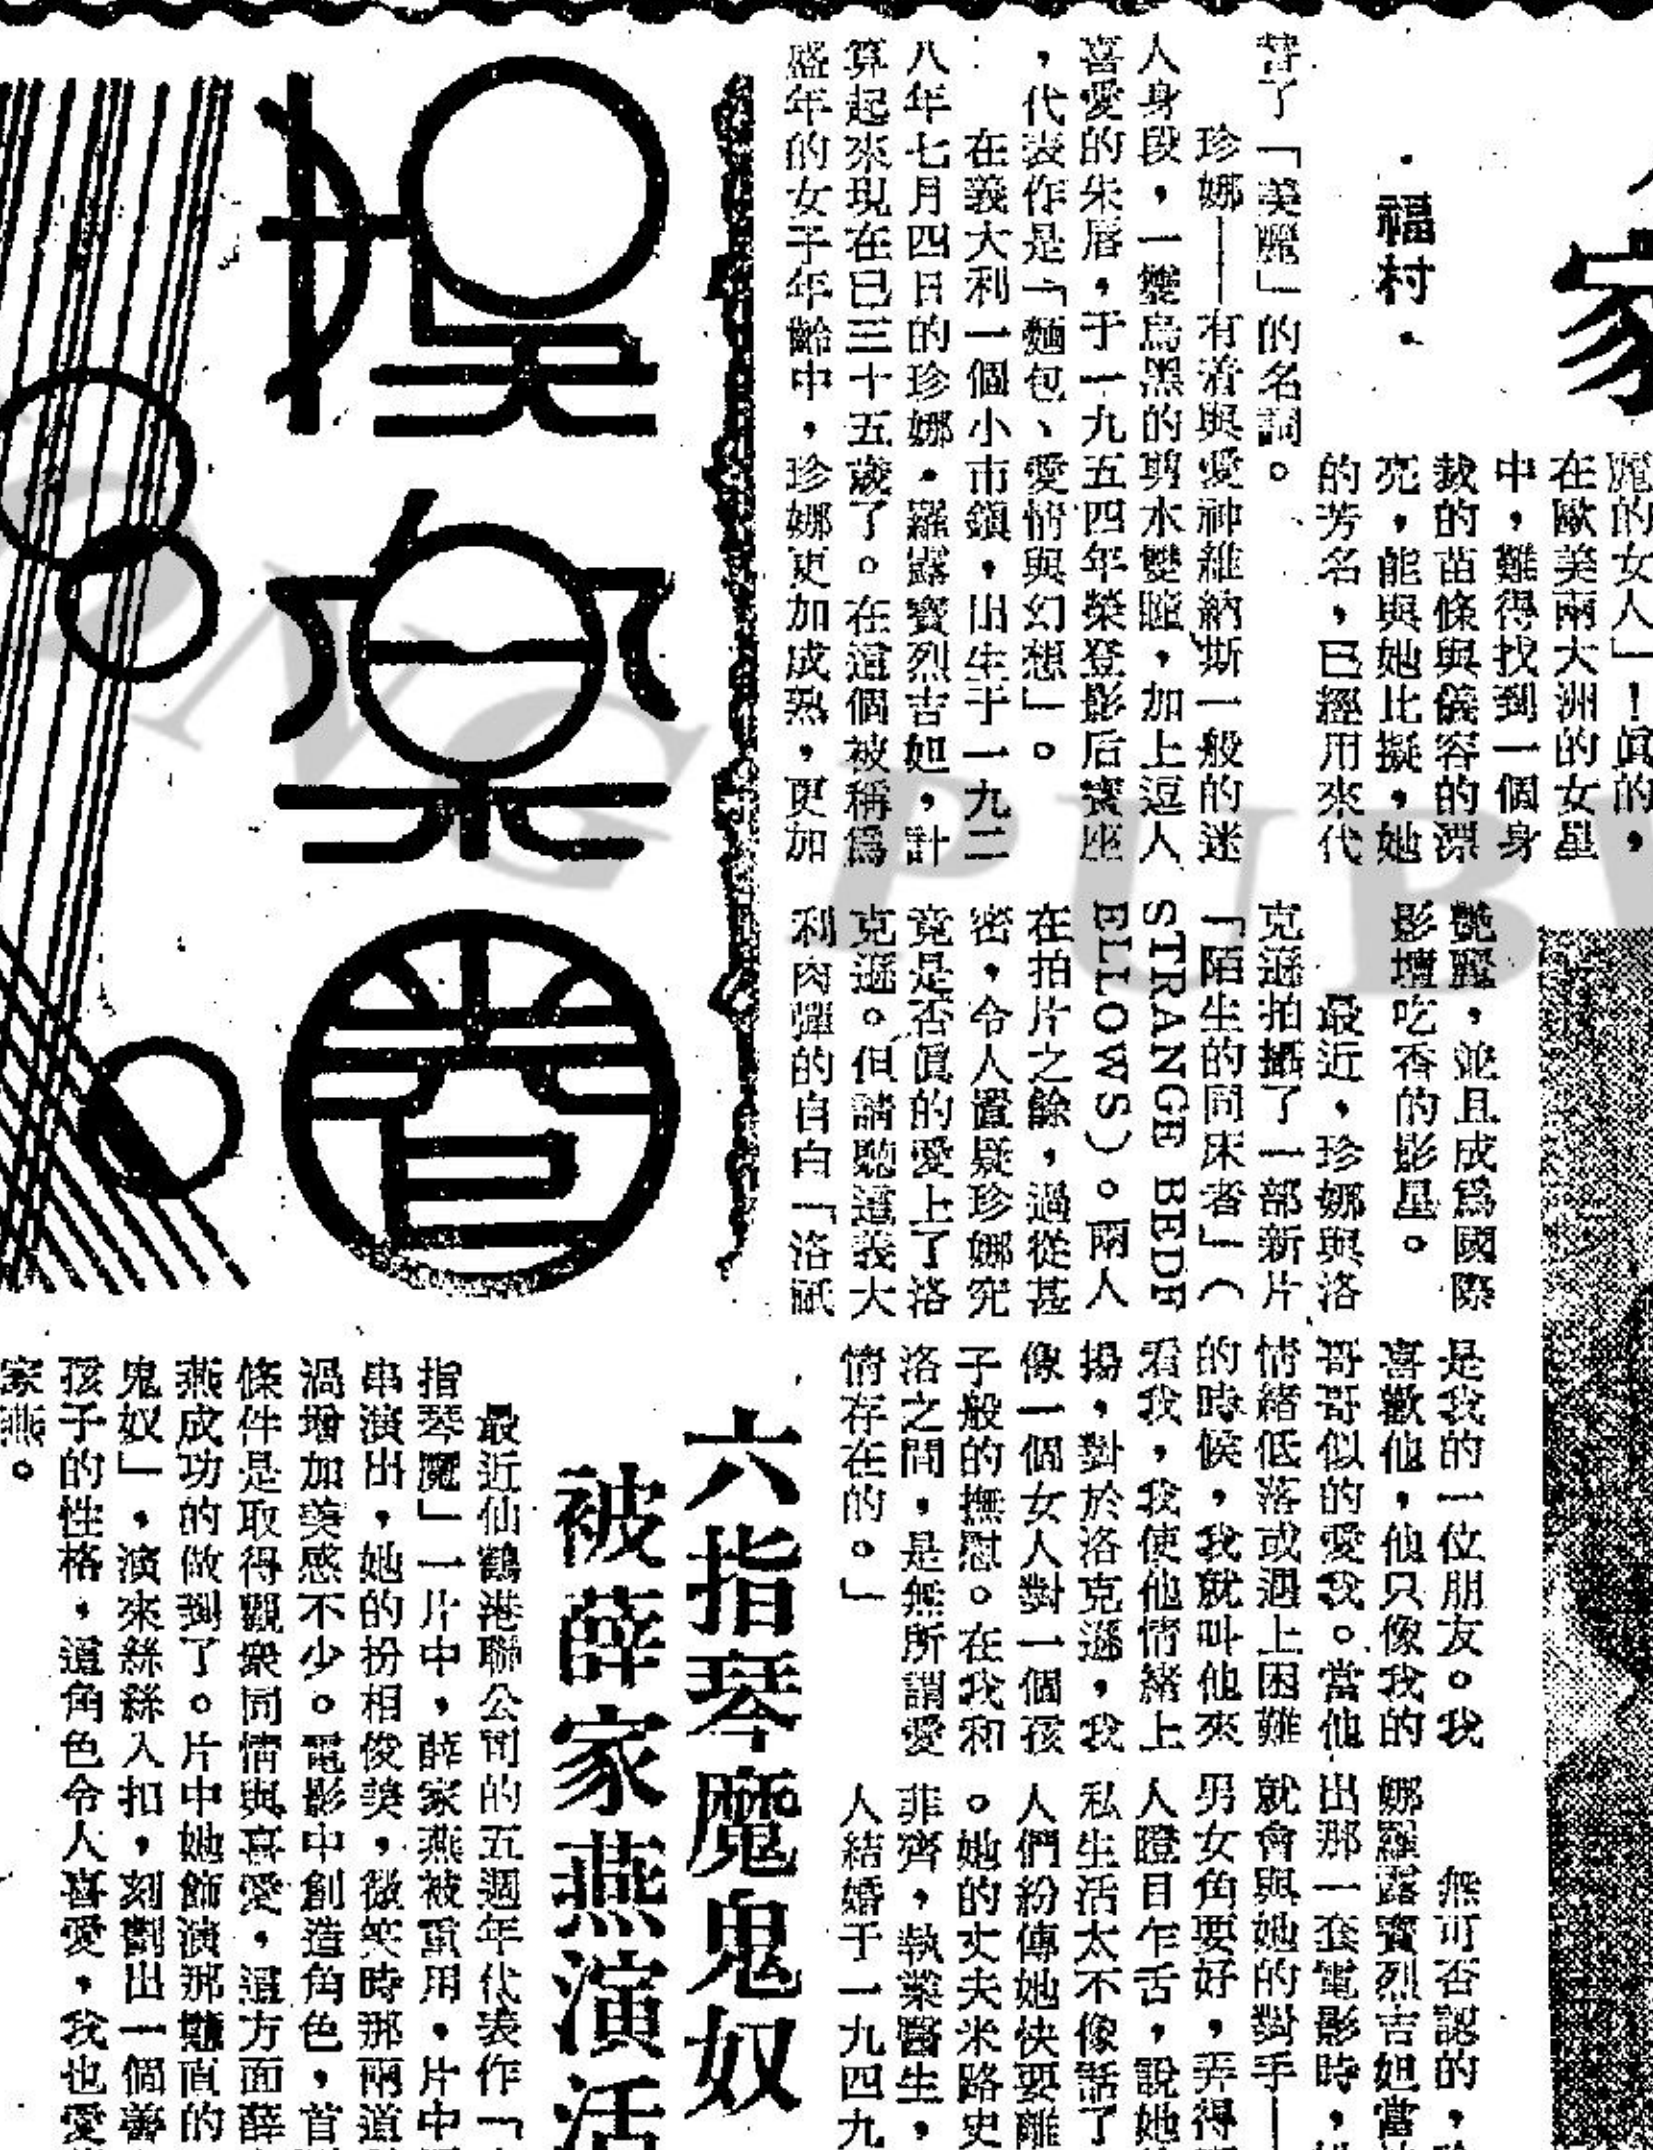 家
·福村·
麗的女人」！眞的，
在歐美兩大洲的女星
中，難得找到一個身
裁的苗條與儀容的漂
亮，能與她比擬，她
的芳名，已經用來代
替了「美麗」的名詞。
珍娜——有着與愛神維納斯一般的迷
人身段，一雙烏黑的剪水雙瞳，加上逗人
喜愛的朱唇，于一九五四年榮登影后寶座
，代表作是「麵包、愛情與幻想」。
在義大利一個小市鎮，出生于一九二
八年七月四日的珍娜·羅露寶烈吉妲，計
算起來現在已三十五歲了。在這個被稱爲
盛年的女子年齡中，珍娜更加成熟，更加
艷麗，並且成爲國際
影壇吃香的影星。
最近，珍娜與洛
克遜拍攝了一部新片
「陌生的同床者」（
STRANGE BEDF
ELLOWS）。兩人
在拍片之餘，過從甚
密，令人置疑珍娜究
竟是否眞的愛上了洛
克遜。但請聽這義大
利肉彈的自白「洛
是我的一位朋友。我
喜歡他，他只像我的
哥哥似的愛我。當他
情緒低落或遇上困難
的時候，我就叫他來
看我，我使他情緒上
揚，對於洛克遜，我
像一個女人對一個孩
子般的撫慰。在我和
洛之間，是無所謂愛
情存在的。」
無可否認的，
娜羅露寶烈吉妲當
出那一套電影時，
就會與她的對手——
男女角要好，弄得
人瞪目乍舌，說她
私生活太不像話了
人們紛傳她快要離
。她的丈夫米路史
菲齊，執業醫生，
人結婚于一九四九
娛樂圈
六指琴魔鬼奴
被薛家燕演活
最近仙鶴港聯公司的五週年代表作「
指琴魔」一片中，薛家燕被重用，片中
串演出，她的扮相俊美，微笑時那兩道
渦增加美感不少。電影中創造角色，首
條件是取得觀衆同情與喜愛，這方面薛
燕成功的做到了。片中她飾演那戇直的
鬼奴」，演來絲絲入扣，刻劃出一個善
孩子的性格，這角色令人喜愛，我也愛
家燕。
PUB